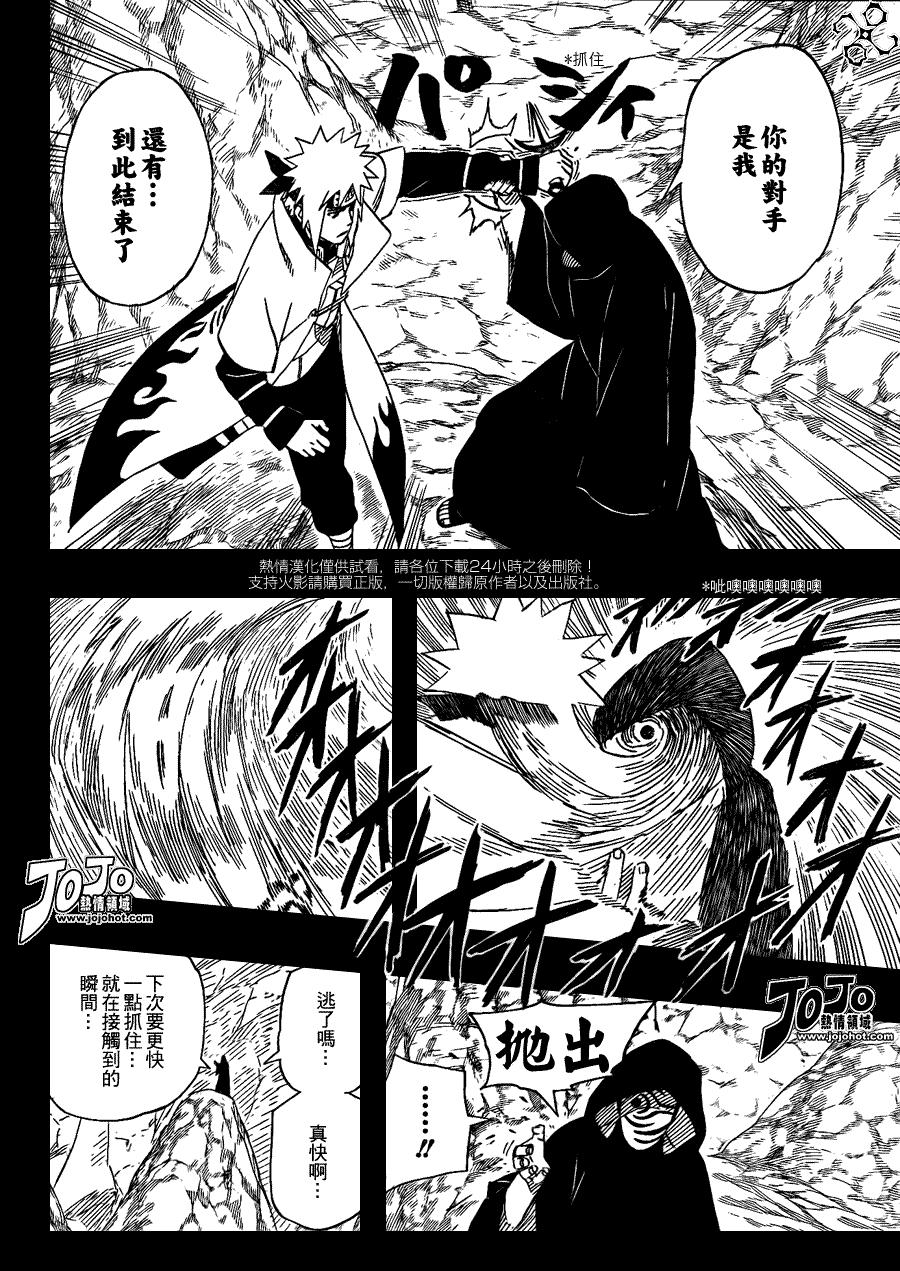 *抓住
パシィ
你的對手
是我
還有…
到此結束了
熱情漢化僅供試看，請各位下載24小時之後刪除！
支持火影請購買正版，一切版權歸原作者以及出版社。
*呲噢噢噢噢噢噢
オオオオオオ
オオオオ
JOJO
熱情領域
www.jojohot.com
拋出
……!!
JOJO
熱情領域
www.jojohot.com
逃了嗎…
真快啊…
下次要更快
一點抓住…
就在接觸到的
瞬間…